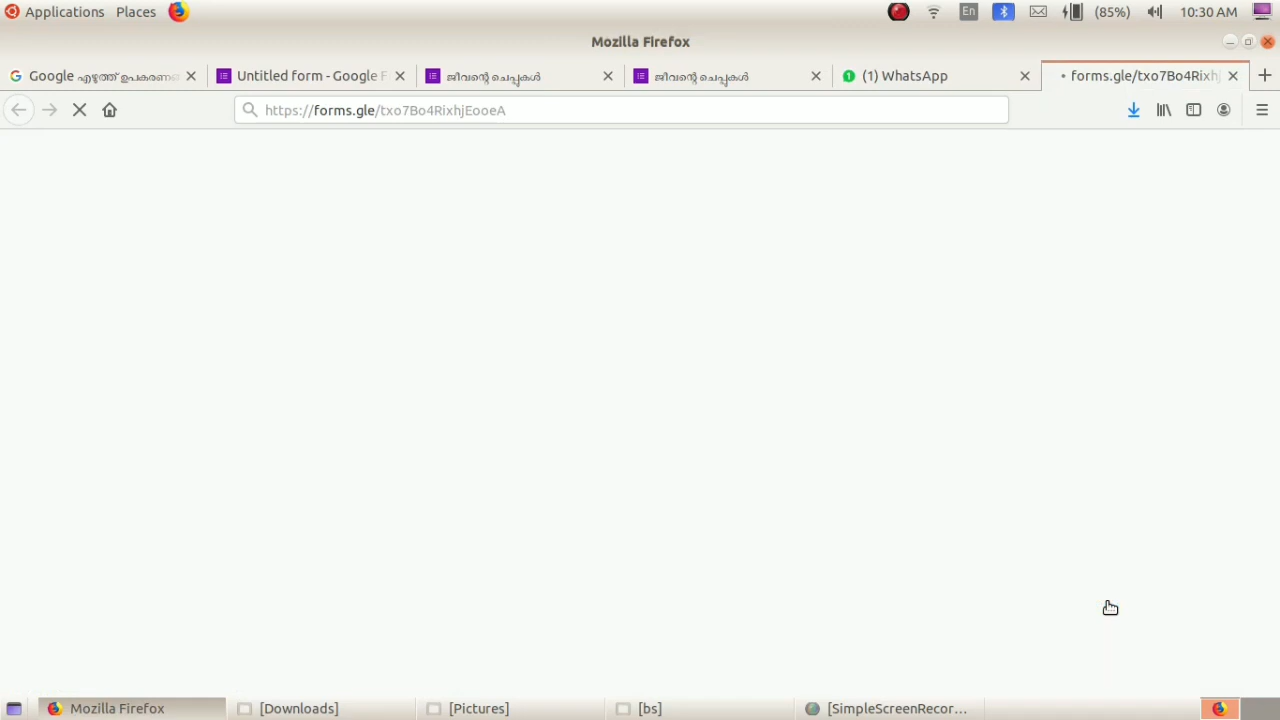 Applications Places En (85%) 10:30 AM
Mozilla Firefox
Google എഴുത്ത് ഉപകരണ Untitled form - Google F ജീവന്റെ ചെപ്പുകൾ ജീവന്റെ ചെപ്പുകൾ (1) WhatsApp forms.gle/txo7Bo4Rixhj
https://forms.gle/txo7Bo4RixhjEooeA
Mozilla Firefox [Downloads] [Pictures] [bs] [SimpleScreenRecor...